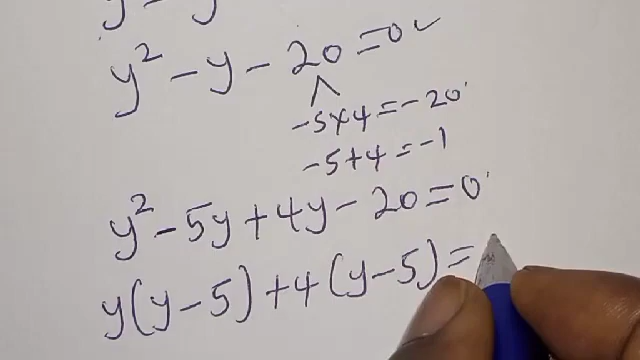 y² - y - 20 = 0
-5 × 4 = -20
-5 + 4 = -1
y² - 5y + 4y - 20 = 0
y(y - 5) + 4(y - 5) =